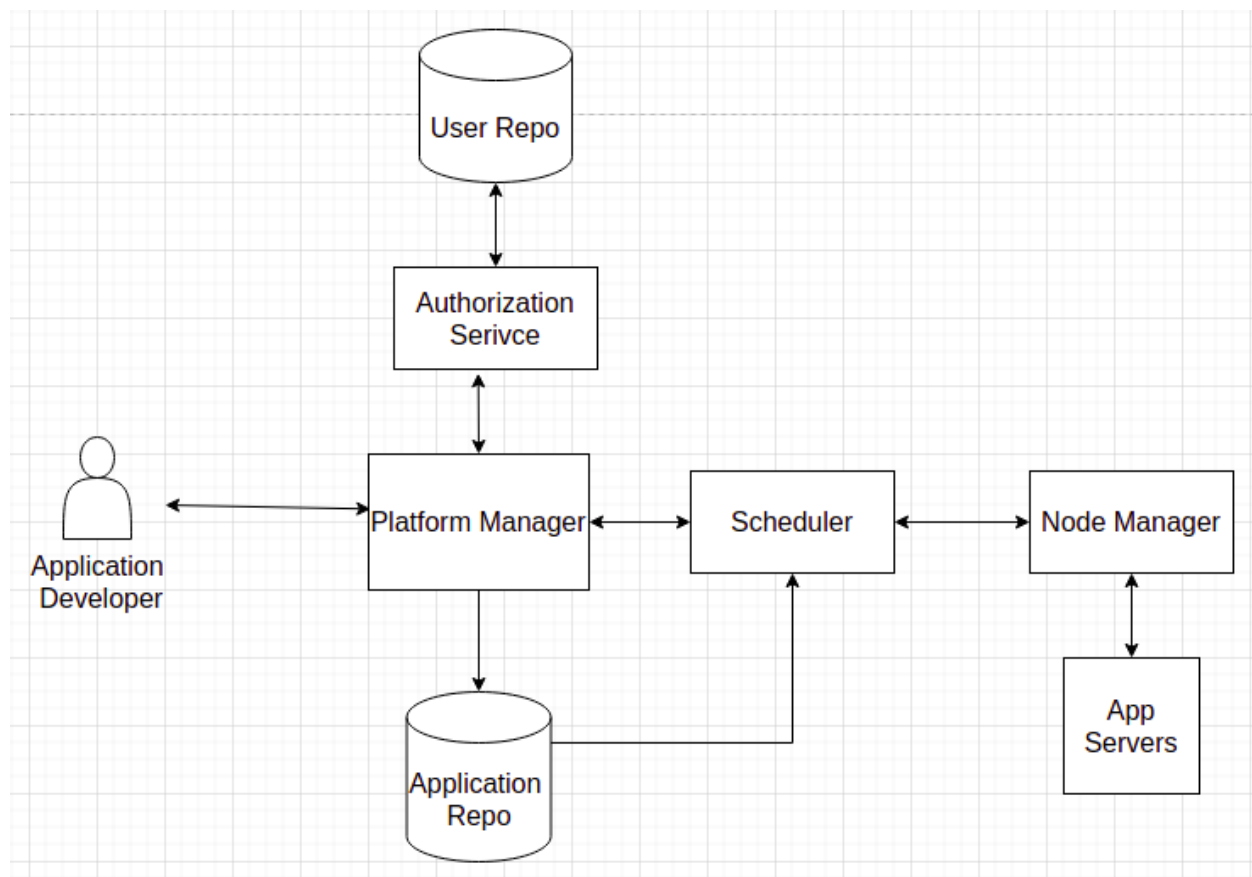 User Repo
Authorization
Serivce
Application
Developer
Platform Manager
Scheduler
Node Manager
App
Servers
Application
Repo